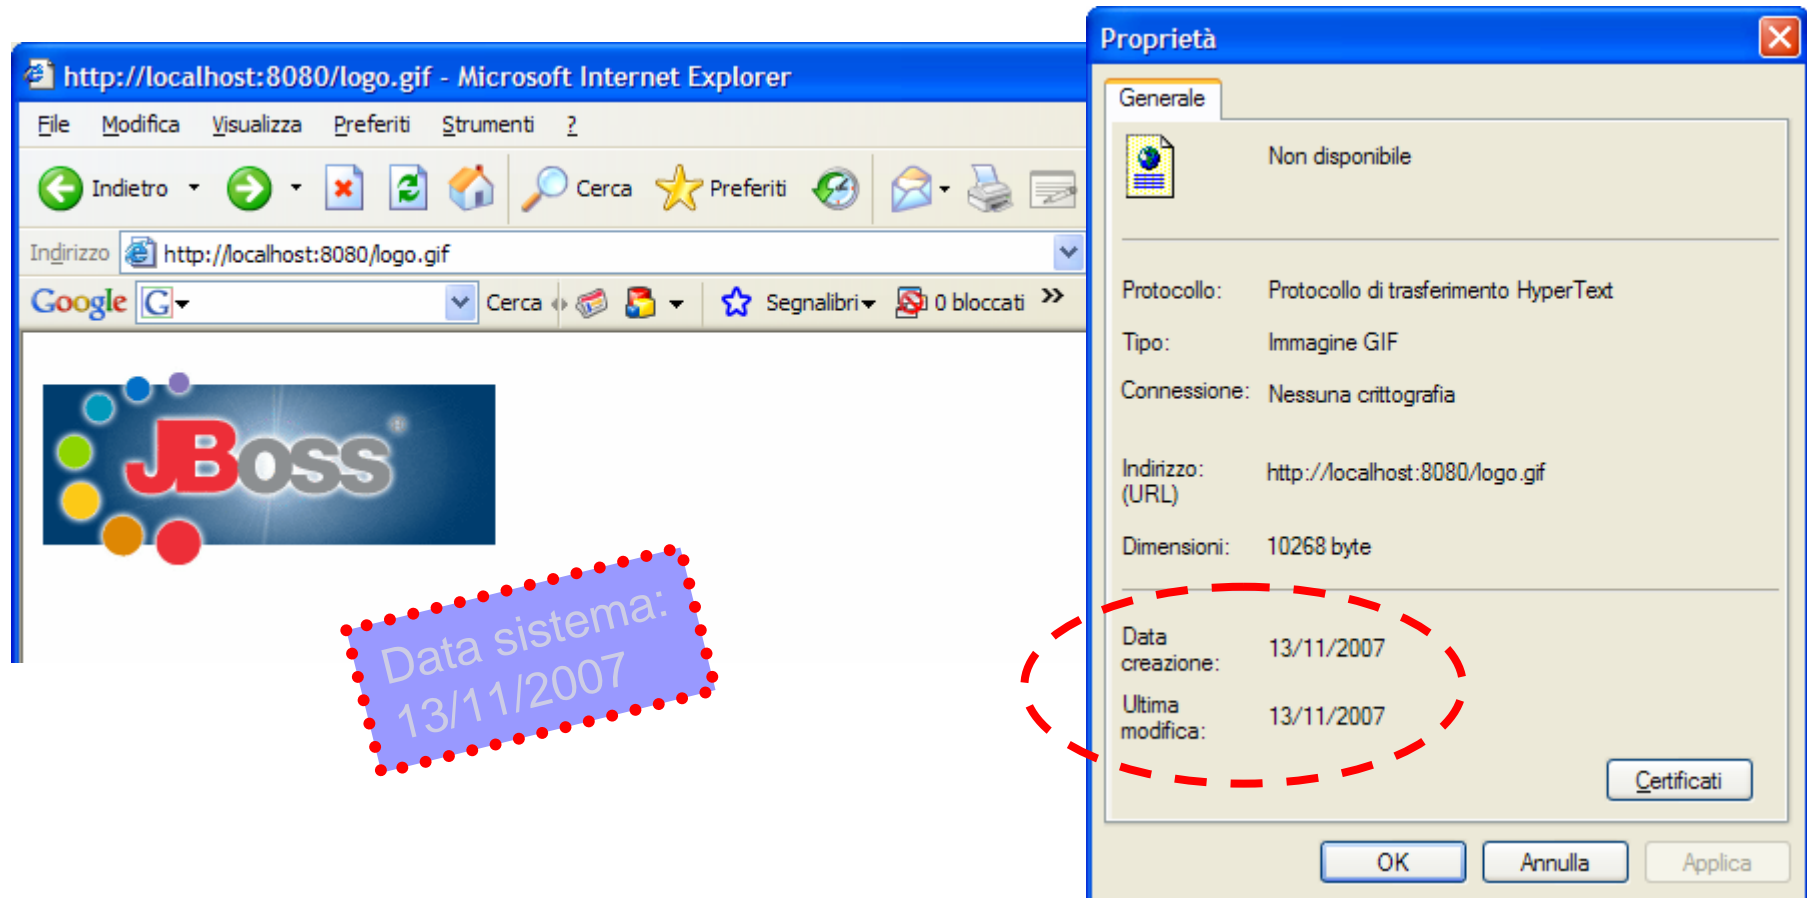 http://localhost:8080/logo.gif - Microsoft Internet Explorer
File Modifica Visualizza Preferiti Strumenti ?
Indietro Cerca Preferiti
Indirizzo http://localhost:8080/logo.gif
Google G Cerca Segnalibri 0 bloccati »
JBoss®
Data sistema:
13/11/2007
Proprietà
Generale
Non disponibile
Protocollo: Protocollo di trasferimento HyperText
Tipo: Immagine GIF
Connessione: Nessuna crittografia
Indirizzo: http://localhost:8080/logo.gif
(URL)
Dimensioni: 10268 byte
Data
creazione: 13/11/2007
Ultima
modifica: 13/11/2007
Certificati
OK Annulla Applica